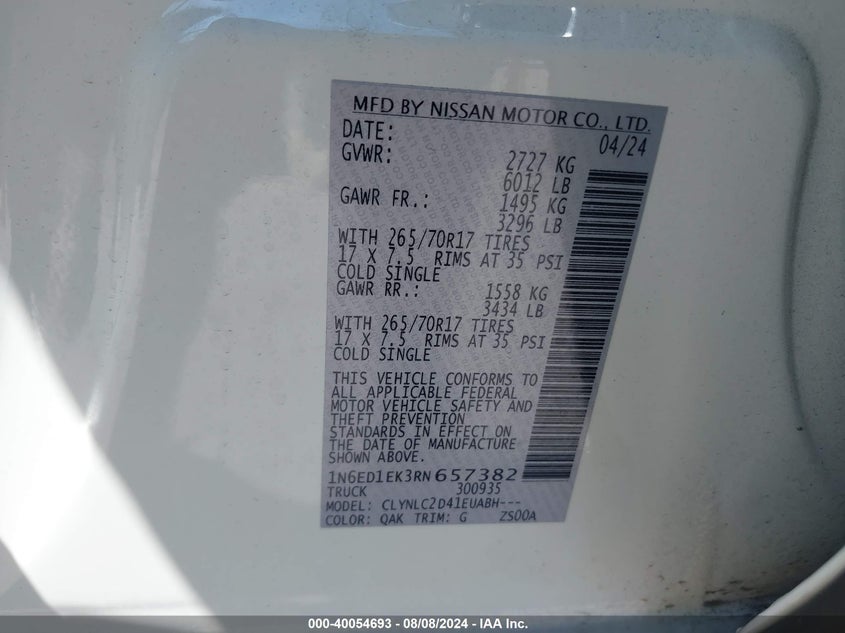 MFD BY NISSAN MOTOR CO., LTD.
DATE: 04/24
GVWR: 2727 KG
6012 LB
GAWR FR.: 1495 KG
3296 LB
WITH 265/70R17 TIRES
17 X 7.5 RIMS AT 35 PSI
COLD SINGLE
GAWR RR.: 1558 KG
3434 LB
WITH 265/70R17 TIRES
17 X 7.5 RIMS AT 35 PSI
COLD SINGLE
THIS VEHICLE CONFORMS TO
ALL APPLICABLE FEDERAL
MOTOR VEHICLE SAFETY AND
THEFT PREVENTION
STANDARDS IN EFFECT ON
THE DATE OF MANUFACTURE
SHOWN ABOVE.
1N6ED1EK3RN657382
TRUCK 300935
MODEL: CLYNLC2D41EUABH---
COLOR: QAK TRIM: G ZS00A
000-40054693 - 08/08/2024 - IAA Inc.